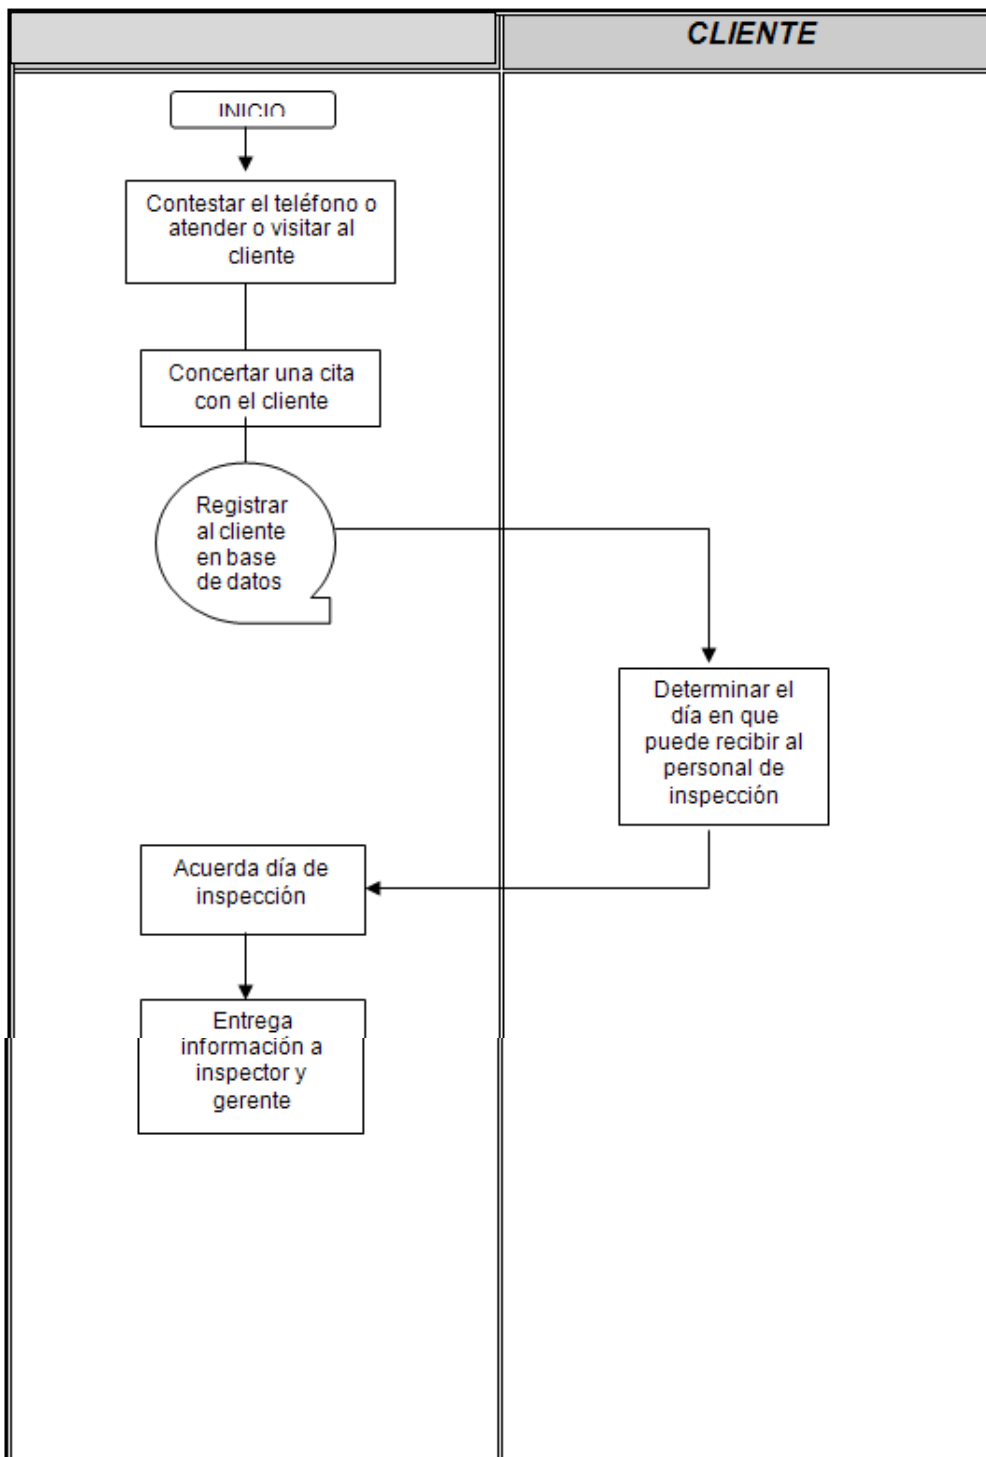 CLIENTE
INICIO
Contestar el teléfono o
atender o visitar al
cliente
Concertar una cita
con el cliente
Registrar
al cliente
en base
de datos
Determinar el
día en que
puede recibir al
personal de
inspección
Acuerda día de
inspección
Entrega
información a
inspector y
gerente